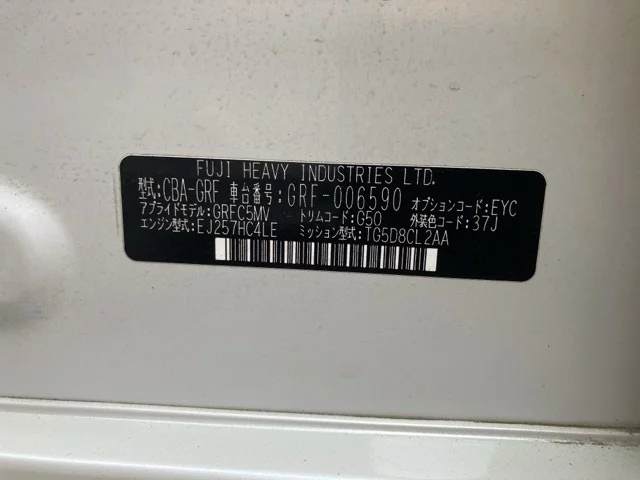 FUJI HEAVY INDUSTRIES LTD.
型式:CBA-GRF 車台番号:GRF-006590 オプションコード:EYC
アプライドモデル:GRFC5MV トリムコード:G50 外装色コード:37J
エンジン型式:EJ257HC4LE ミッション型式:TG5D8CL2AA